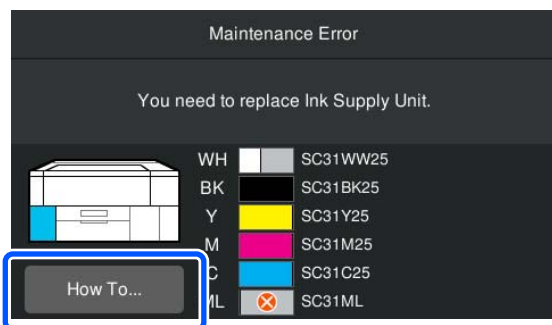 Maintenance Error
You need to replace Ink Supply Unit.
WH SC31WW25
BK SC31BK25
Y SC31Y25
M SC31M25
C SC31C25
ML SC31ML
How To...